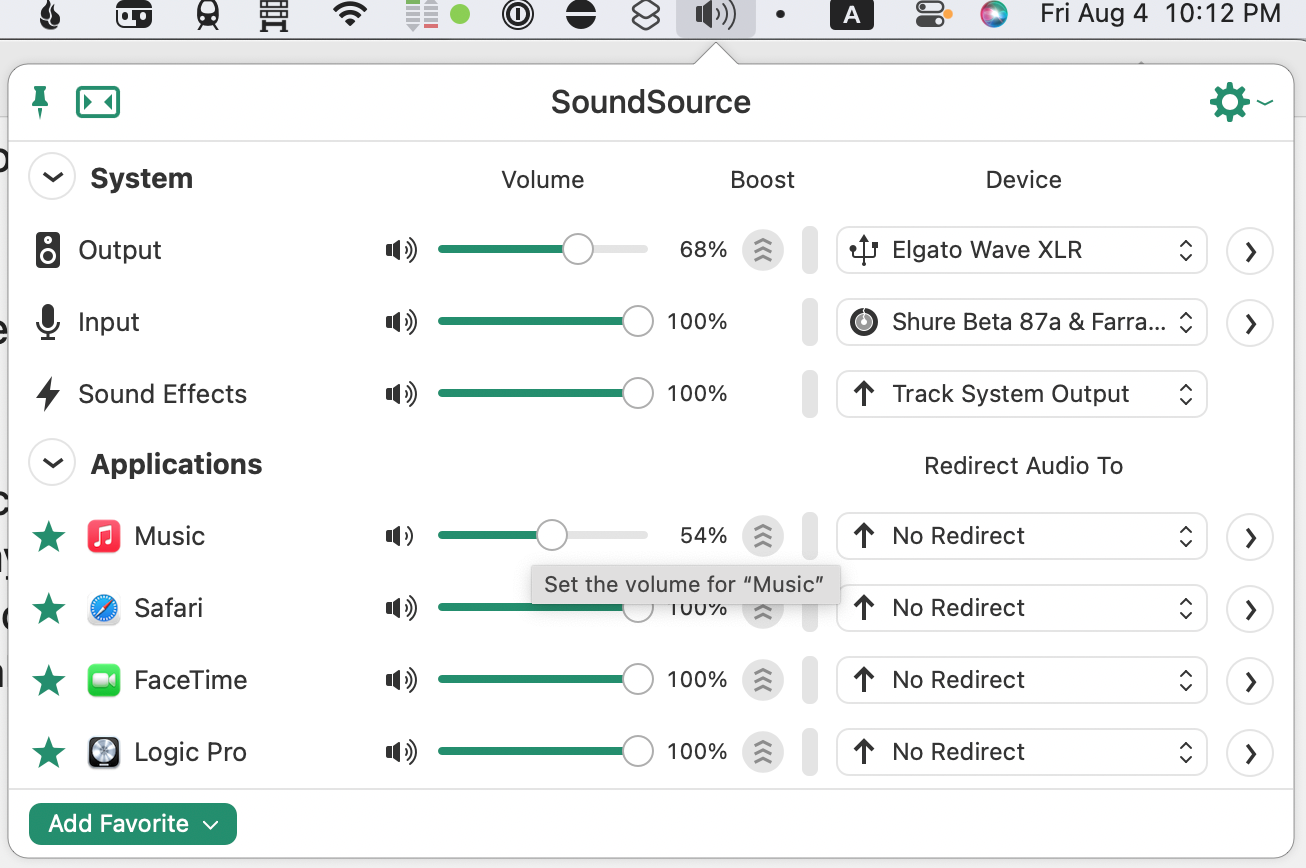 A
Fri Aug 4 10:12 PM
SoundSource
System Volume Boost Device
Output 68% Elgato Wave XLR
Input 100% Shure Beta 87a & Farra...
Sound Effects 100% Track System Output
Applications Redirect Audio To
Music 54% No Redirect
Set the volume for “Music”
Safari 100% No Redirect
FaceTime 100% No Redirect
Logic Pro 100% No Redirect
Add Favorite